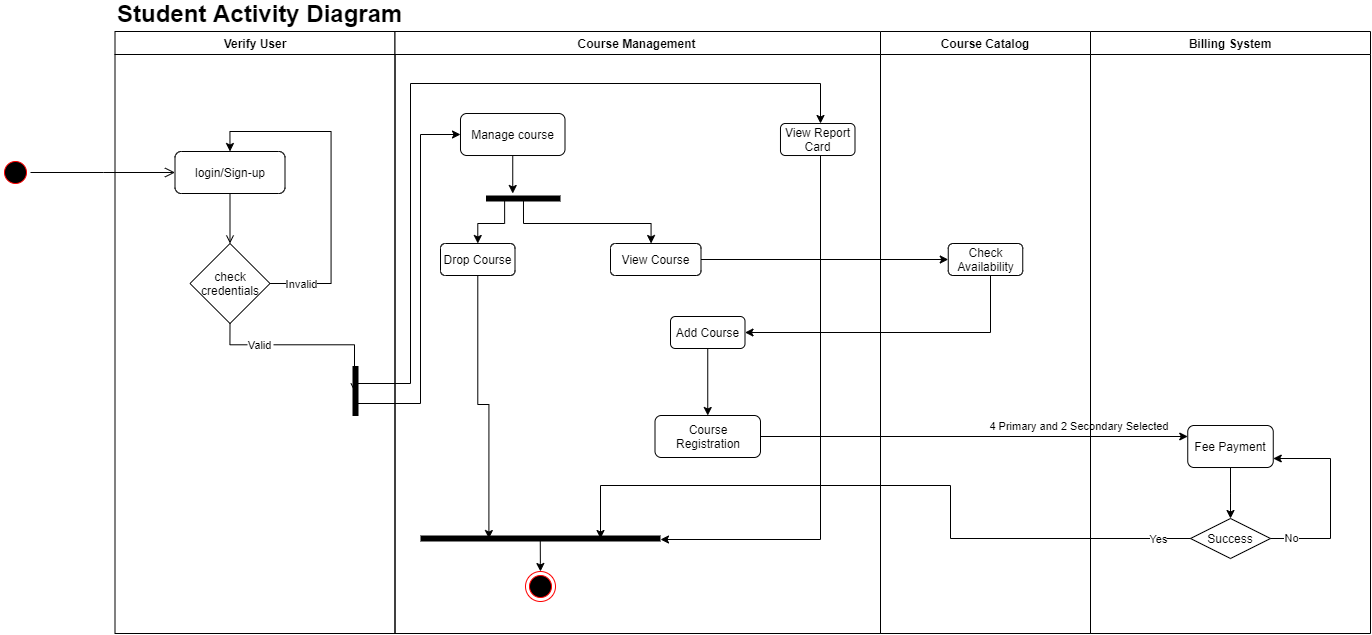 Student Activity Diagram
Verify User
Course Management
Course Catalog
Billing System
Manage course
View Report
Card
login/Sign-up
Drop Course
View Course
Check
Availability
check
credentials
Invalid
Add Course
Valid
Course
Registration
4 Primary and 2 Secondary Selected
Fee Payment
Yes
Success
No